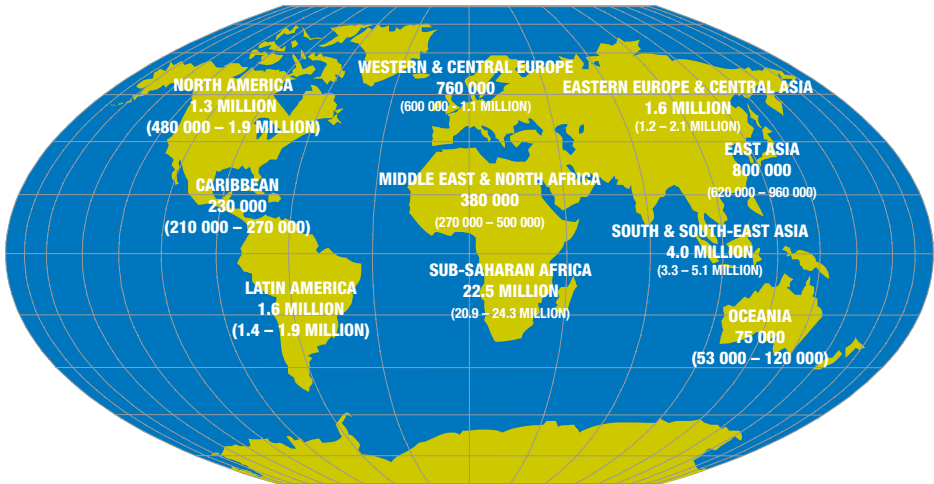 WESTERN & CENTRAL EUROPE
760 000
(600 000 – 1.1 MILLION)
NORTH AMERICA
1.3 MILLION
(480 000 – 1.9 MILLION)
EASTERN EUROPE & CENTRAL ASIA
1.6 MILLION
(1.2 – 2.1 MILLION)
EAST ASIA
800 000
(620 000 – 960 000)
CARIBBEAN
230 000
(210 000 – 270 000)
MIDDLE EAST & NORTH AFRICA
380 000
(270 000 – 500 000)
SOUTH & SOUTH-EAST ASIA
4.0 MILLION
(3.3 – 5.1 MILLION)
SUB-SAHARAN AFRICA
22.5 MILLION
(20.9 – 24.3 MILLION)
LATIN AMERICA
1.6 MILLION
(1.4 – 1.9 MILLION)
OCEANIA
75 000
(53 000 – 120 000)